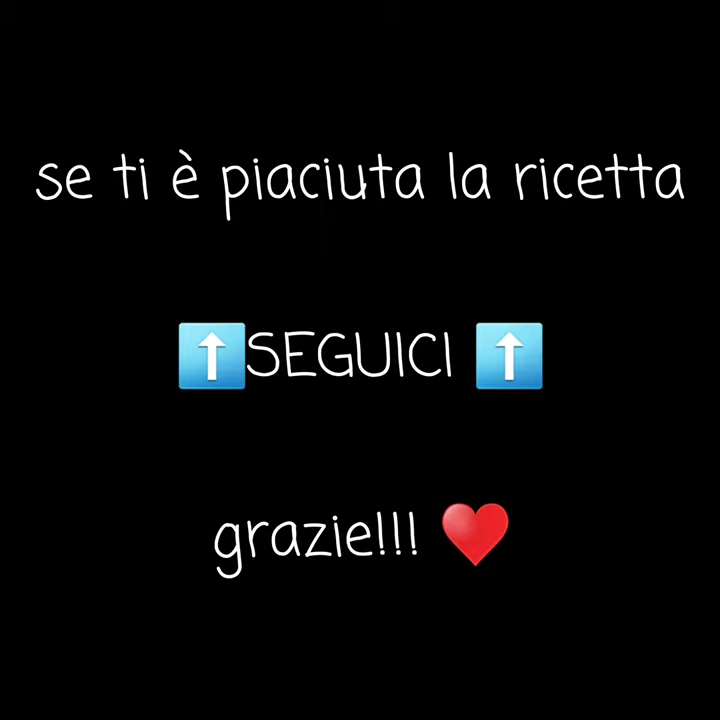 se ti è piaciuta la ricetta
⬆️SEGUICI ⬆️
grazie!!! ♥️